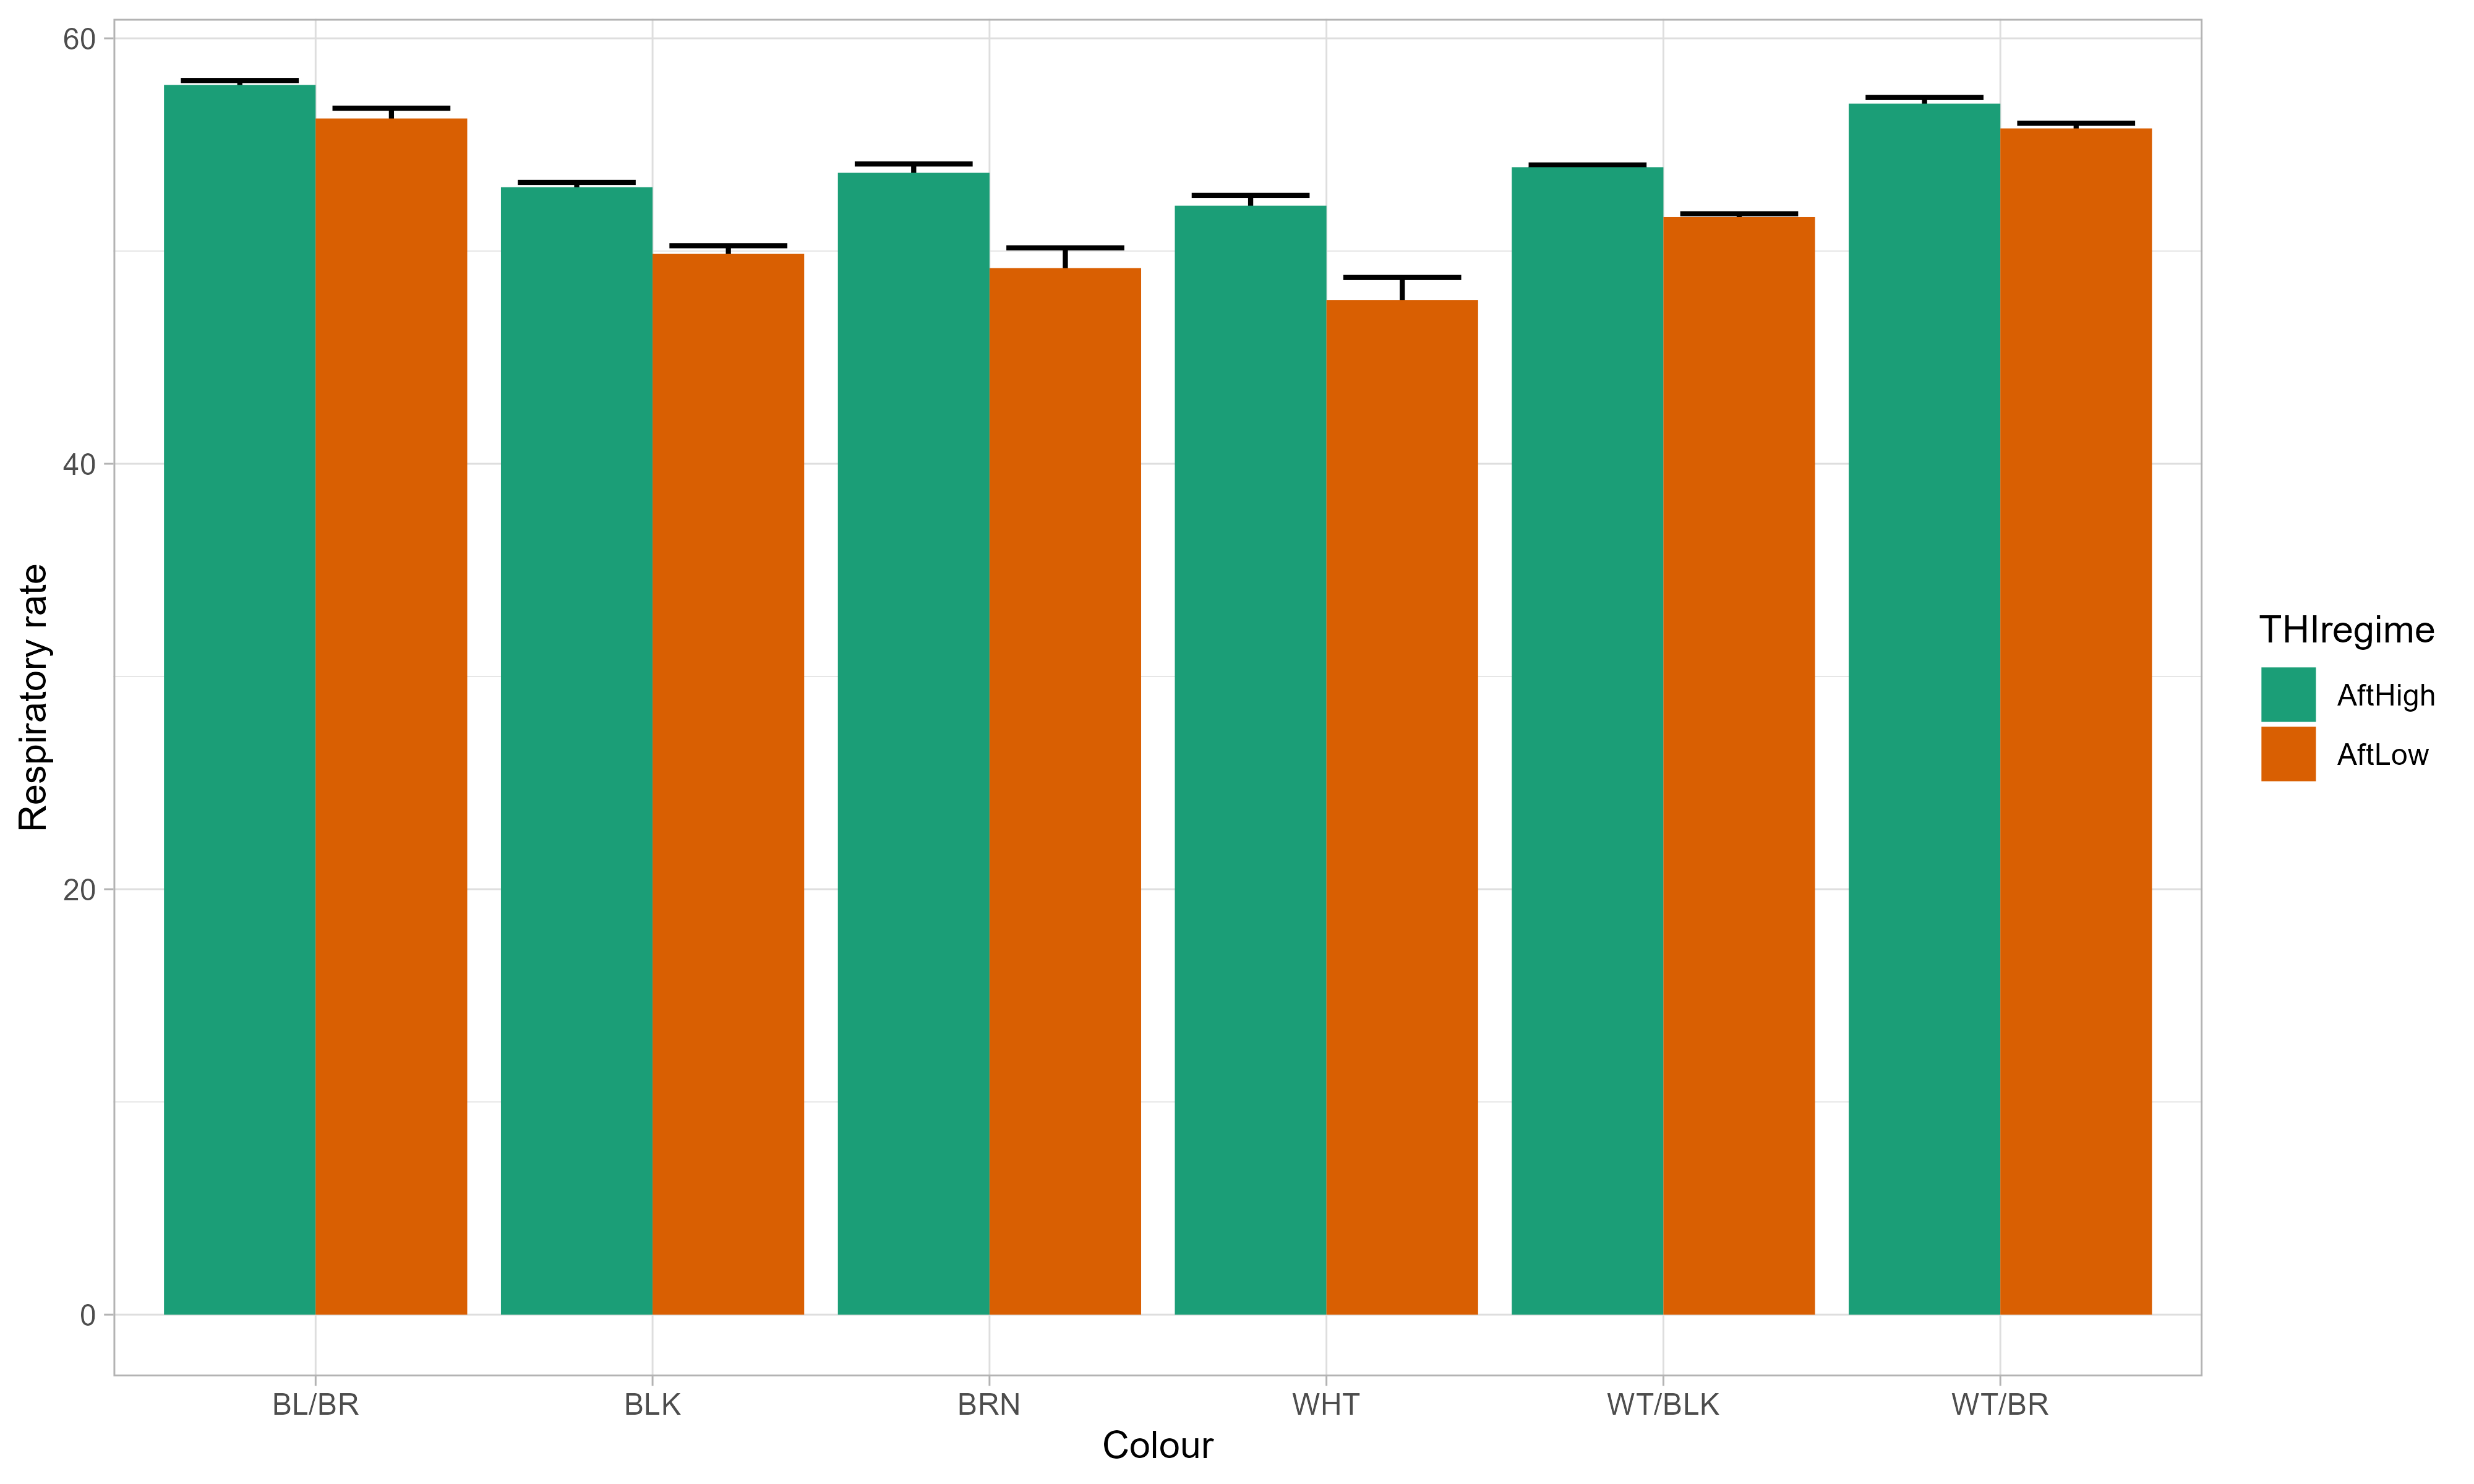 60
40
20
0
Respiratory rate
BL/BR BLK BRN WHT WT/BLK WT/BR
Colour
THIregime
AftHigh
AftLow